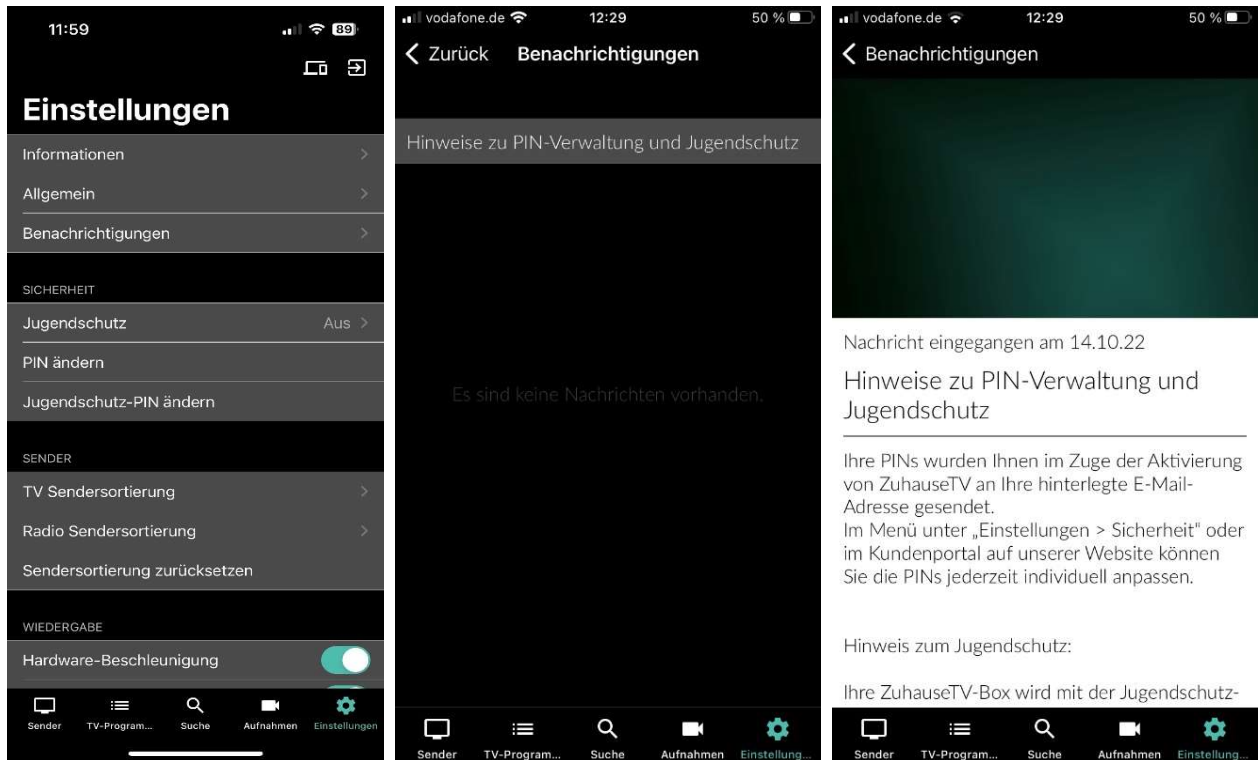 11:59
89
Einstellungen
Informationen
Allgemein
Benachrichtigungen
SICHERHEIT
Jugendschutz Aus
PIN ändern
Jugendschutz-PIN ändern
SENDER
TV Sendersortierung
Radio Sendersortierung
Sendersortierung zurücksetzen
WIEDERGABE
Hardware-Beschleunigung
Sender TV-Program... Suche Aufnahmen Einstellungen
vodafone.de 12:29 50 %
Zurück Benachrichtigungen
Hinweise zu PIN-Verwaltung und Jugendschutz
Es sind keine Nachrichten vorhanden.
Sender TV-Program... Suche Aufnahmen Einstellung...
vodafone.de 12:29 50 %
Benachrichtigungen
Nachricht eingegangen am 14.10.22
Hinweise zu PIN-Verwaltung und
Jugendschutz
Ihre PINs wurden Ihnen im Zuge der Aktivierung
von ZuhauseTV an Ihre hinterlegte E-Mail-
Adresse gesendet.
Im Menü unter „Einstellungen > Sicherheit" oder
im Kundenportal auf unserer Website können
Sie die PINs jederzeit individuell anpassen.
Hinweis zum Jugendschutz:
Ihre ZuhauseTV-Box wird mit der Jugendschutz-
Sender TV-Program... Suche Aufnahmen Einstellung...